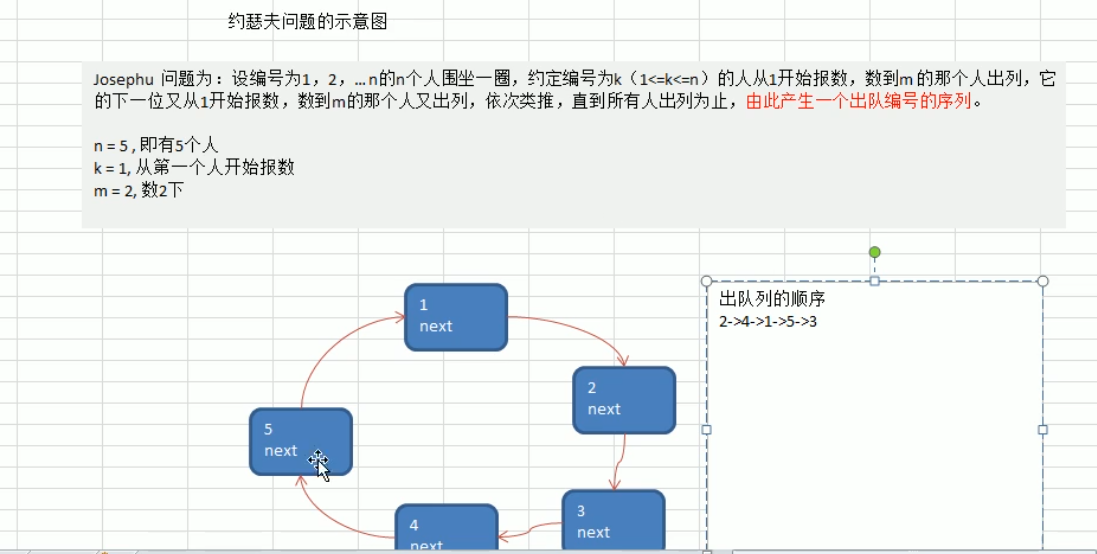 约瑟夫问题的示意图
Josephu 问题为：设编号为1，2，… n的n个人围坐一圈，约定编号为k（1<=k<=n）的人从1开始报数，数到m 的那个人出列，它
的下一位又从1开始报数，数到m的那个人又出列，依次类推，直到所有人出列为止，由此产生一个出队编号的序列。
n = 5 , 即有5个人
k = 1, 从第一个人开始报数
m = 2, 数2下
出队列的顺序
2->4->1->5->3
1
next
2
next
5
next
3
next
4
next